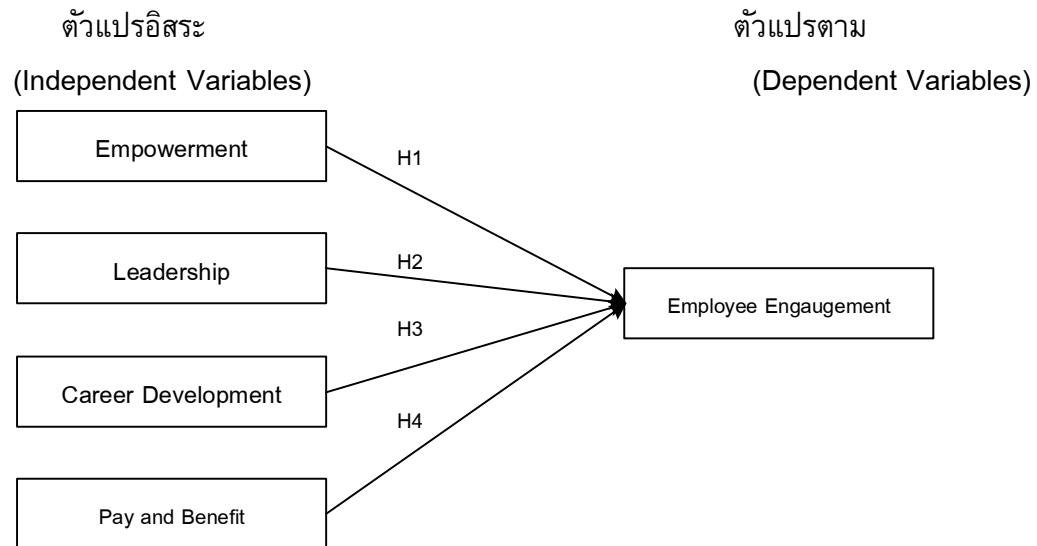 ตัวแปรอิสระ
ตัวแปรตาม
(Independent Variables)
(Dependent Variables)
Empowerment
H1
Leadership
H2
Employee Engaugement
H3
Career Development
H4
Pay and Benefit